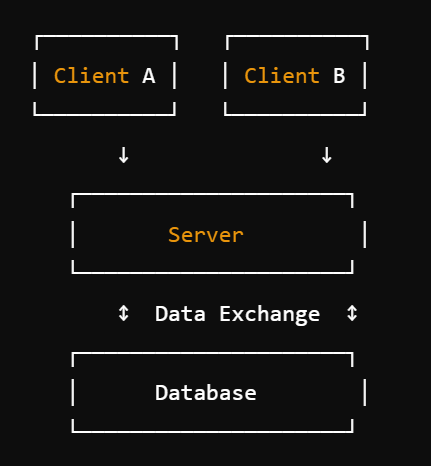 Client A Client B
Server
Data Exchange
Database